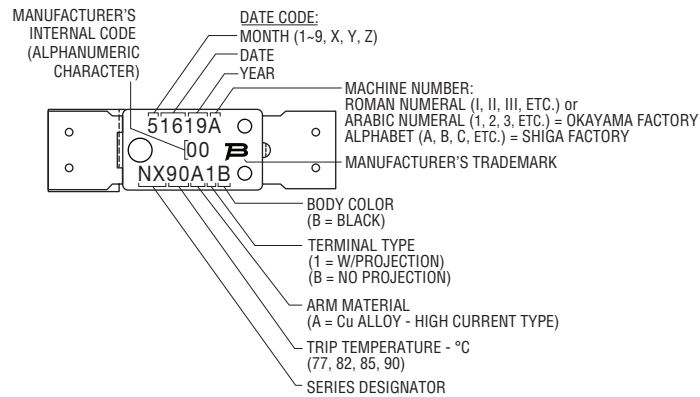 MANUFACTURER'S
INTERNAL CODE
(ALPHANUMERIC
CHARACTER)
DATE CODE:
MONTH (1~9, X, Y, Z)
DATE
YEAR
MACHINE NUMBER:
ROMAN NUMERAL (I, II, III, ETC.) or
ARABIC NUMERAL (1, 2, 3, ETC.) = OKAYAMA FACTORY
ALPHABET (A, B, C, ETC.) = SHIGA FACTORY
MANUFACTURER'S TRADEMARK
51619A
00
NX90A1B
BODY COLOR
(B = BLACK)
TERMINAL TYPE
(1 = W/PROJECTION)
(B = NO PROJECTION)
ARM MATERIAL
(A = Cu ALLOY - HIGH CURRENT TYPE)
TRIP TEMPERATURE - °C
(77, 82, 85, 90)
SERIES DESIGNATOR